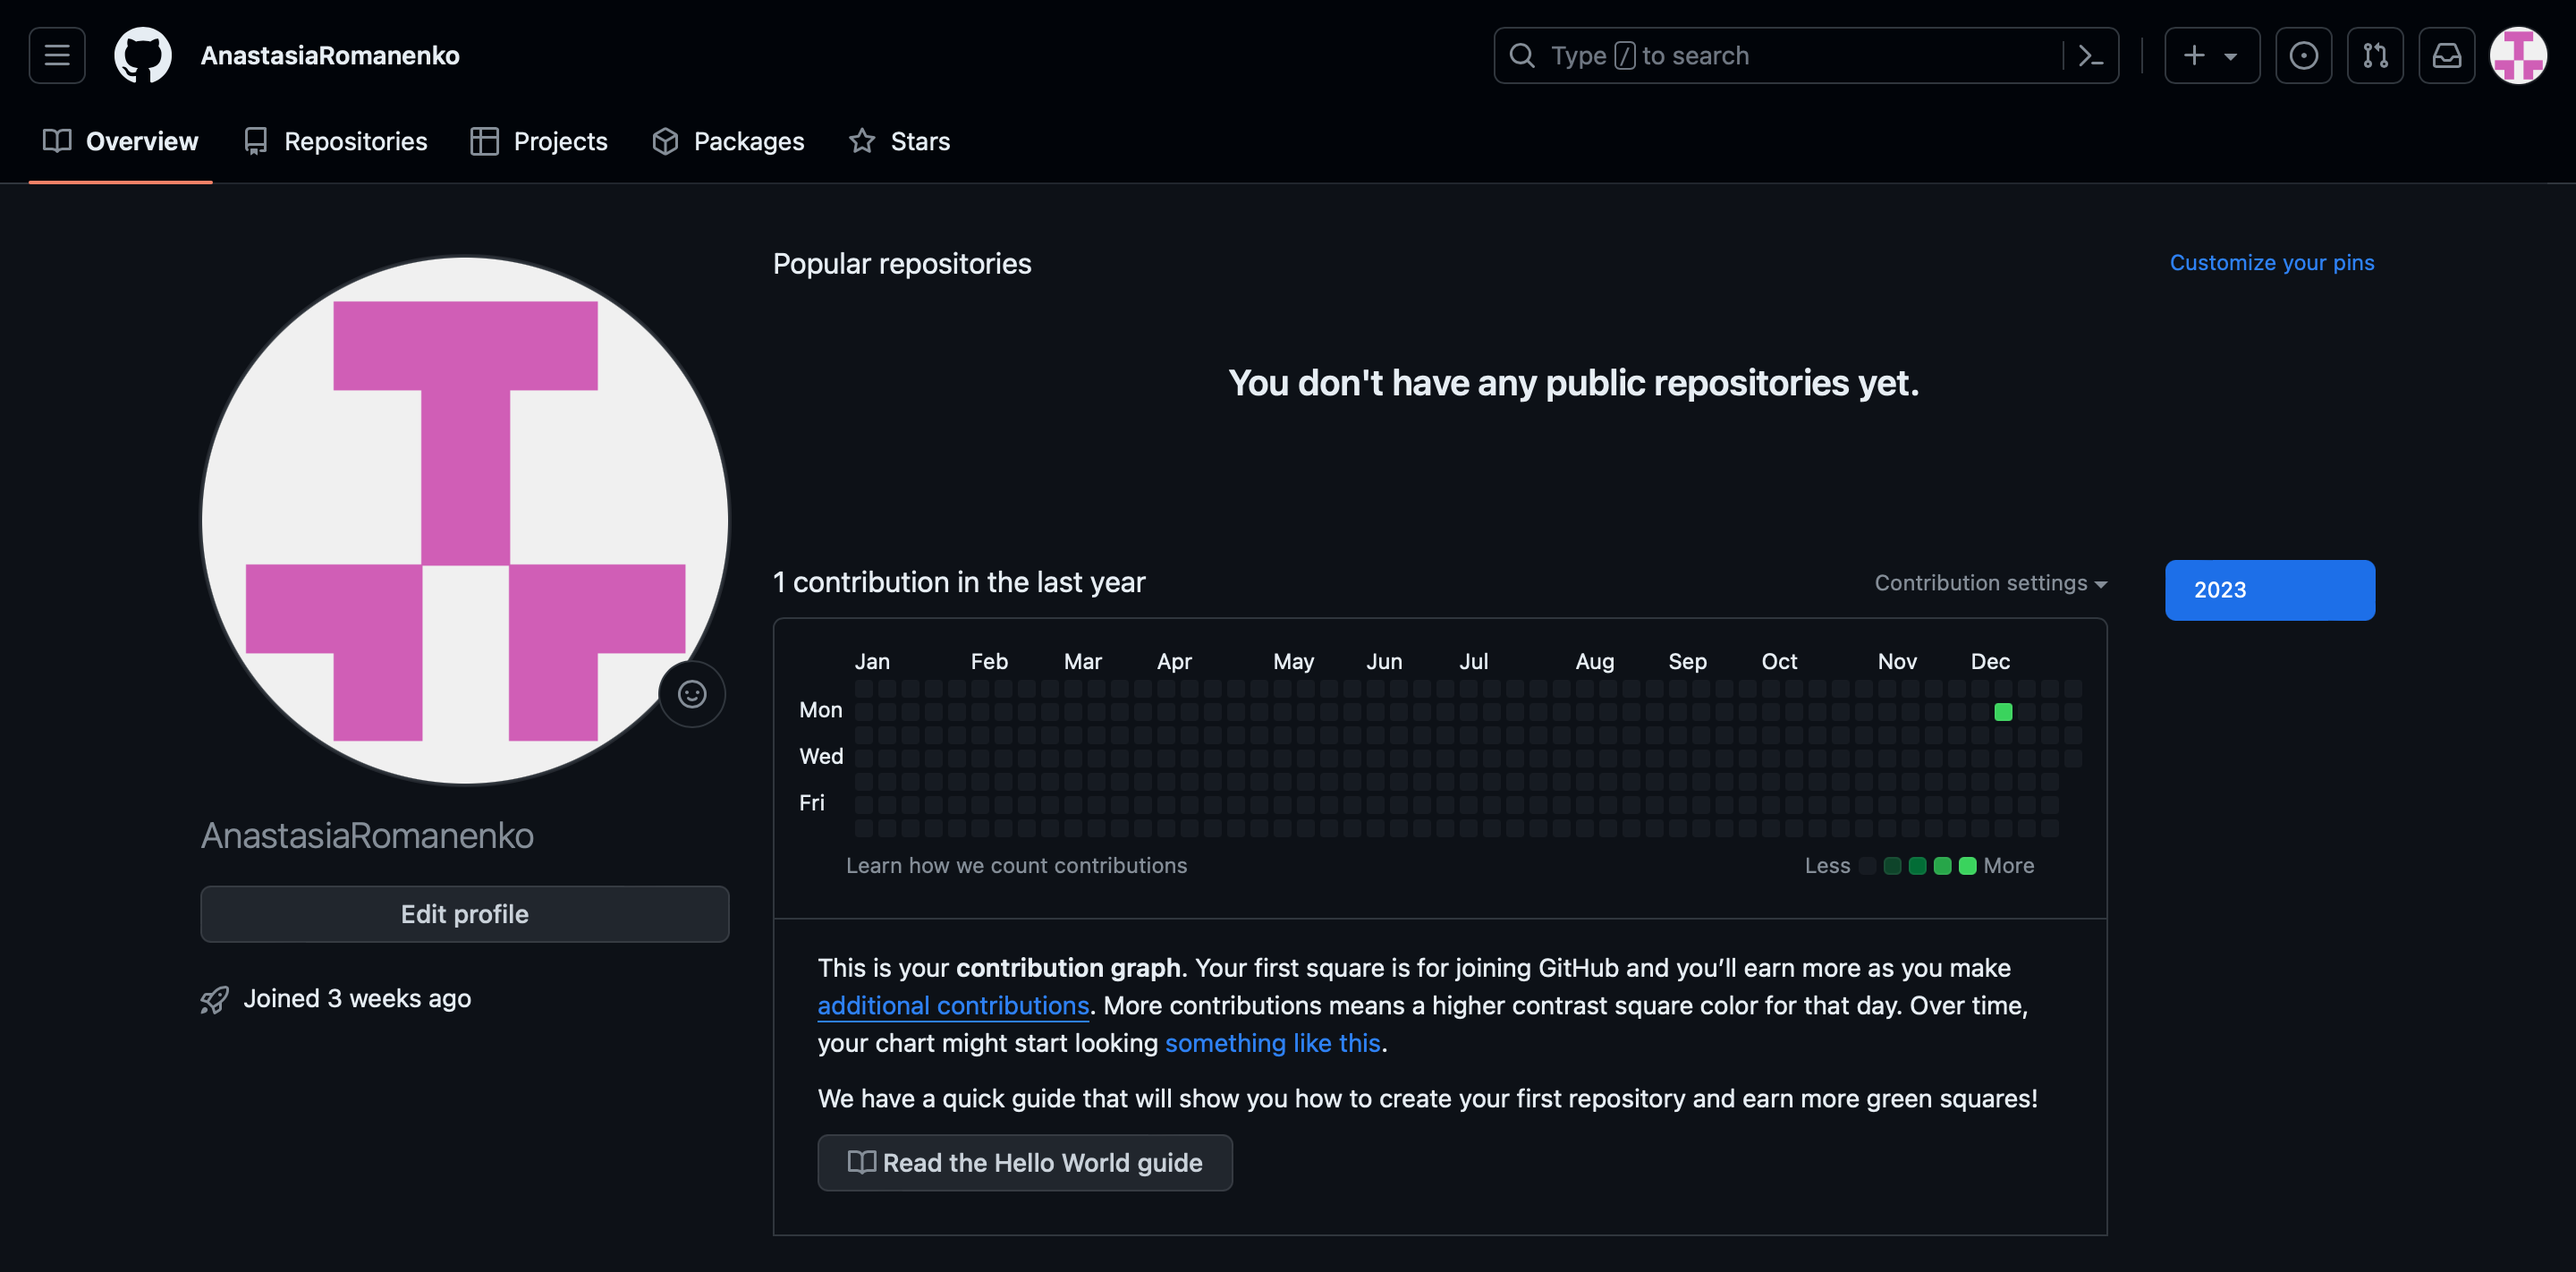 AnastasiaRomanenko
Type / to search
Overview
Repositories
Projects
Packages
Stars
Popular repositories
Customize your pins
You don't have any public repositories yet.
1 contribution in the last year
Contribution settings
2023
Jan Feb Mar Apr May Jun Jul Aug Sep Oct Nov Dec
Mon
Wed
Fri
Learn how we count contributions
Less
More
AnastasiaRomanenko
Edit profile
Joined 3 weeks ago
This is your contribution graph. Your first square is for joining GitHub and you’ll earn more as you make
additional contributions. More contributions means a higher contrast square color for that day. Over time,
your chart might start looking something like this.
We have a quick guide that will show you how to create your first repository and earn more green squares!
Read the Hello World guide